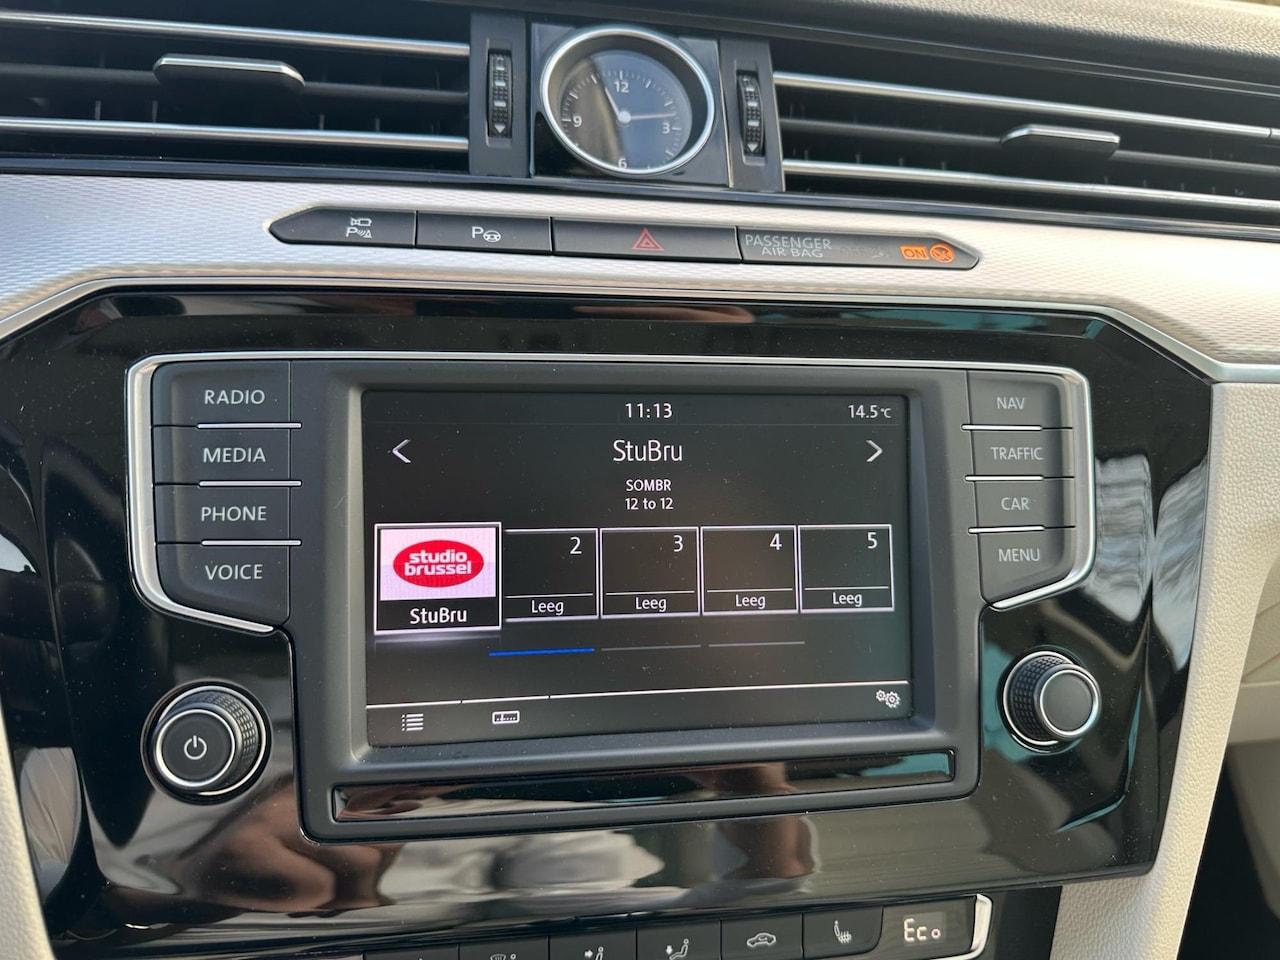 12
9
3
6
P
P
PASSENGER
AIR BAG
ON
RADIO
MEDIA
PHONE
VOICE
11:13
14.5°C
StuBru
SOMBR
12 to 12
studio
brussel
StuBru
2
Leeg
3
Leeg
4
Leeg
5
Leeg
NAV
TRAFFIC
CAR
MENU
Eco